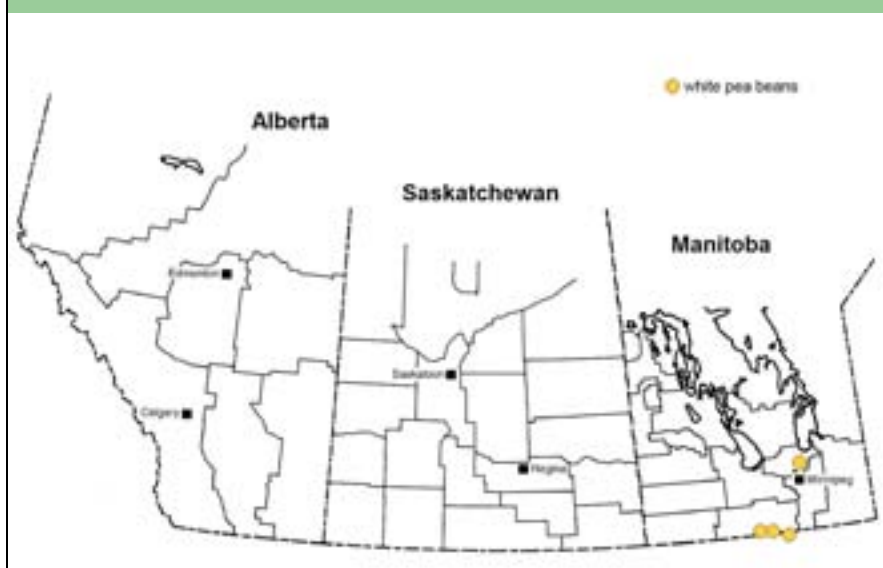 white pea beans
Alberta
Saskatchewan
Manitoba
Edmonton
Saskatoon
Calgary
Regina
Winnipeg